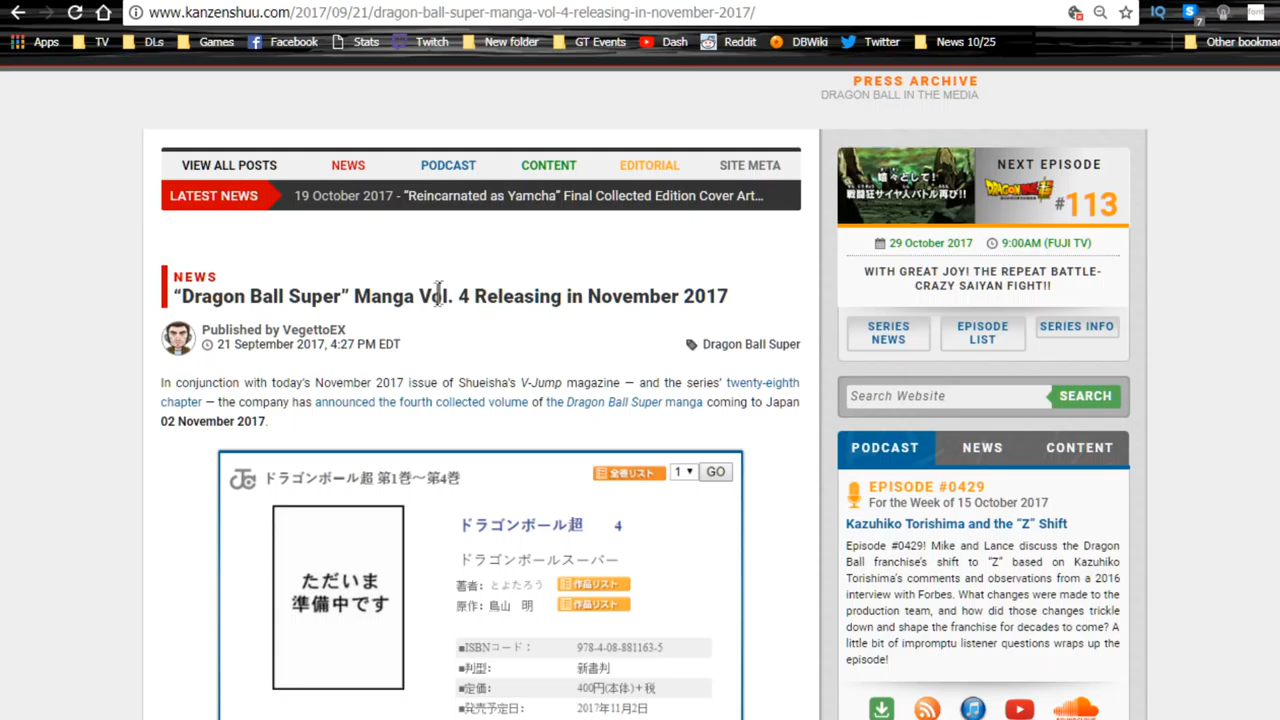 www.kanzenshuu.com/2017/09/21/dragon-ball-super-manga-vol-4-releasing-in-november-2017/
Apps TV DLs Games Facebook Stats Twitch New folder GT Events Dash Reddit DBWiki Twitter News 10/25 Other bookmar
PRESS ARCHIVE
DRAGON BALL IN THE MEDIA
VIEW ALL POSTS NEWS PODCAST CONTENT EDITORIAL SITE META
LATEST NEWS 19 October 2017 - “Reincarnated as Yamcha” Final Collected Edition Cover Art…
NEWS
“Dragon Ball Super” Manga Vol. 4 Releasing in November 2017
Published by VegettoEX
21 September 2017, 4:27 PM EDT
Dragon Ball Super
In conjunction with today's November 2017 issue of Shueisha's V-Jump magazine — and the series' twenty-eighth
chapter — the company has announced the fourth collected volume of the Dragon Ball Super manga coming to Japan
02 November 2017.
ドラゴンボール超 第1巻～第4巻
全巻リスト 1 GO
ただいま
準備中です
ドラゴンボール超 4
ドラゴンボールスーパー
著者: とよたろう 作品リスト
原作: 鳥山 明 作品リスト
■ISBNコード: 978-4-08-881163-5
■判型: 新書判
■定価: 400円(本体)+税
■発売予定日: 2017年11月2日
嬉々として!
戦闘狂サイヤ人バトル再び!!
NEXT EPISODE
#113
29 October 2017 9:00AM (FUJI TV)
WITH GREAT JOY! THE REPEAT BATTLE-
CRAZY SAIYAN FIGHT!!
SERIES
NEWS
EPISODE
LIST
SERIES INFO
Search Website SEARCH
PODCAST NEWS CONTENT
EPISODE #0429
For the Week of 15 October 2017
Kazuhiko Torishima and the “Z” Shift
Episode #0429! Mike and Lance discuss the Dragon
Ball franchise's shift to “Z” based on Kazuhiko
Torishima's comments and observations from a 2016
interview with Forbes. What changes were made to the
production team, and how did those changes trickle
down and shape the franchise for decades to come? A
little bit of impromptu listener questions wraps up the
episode!